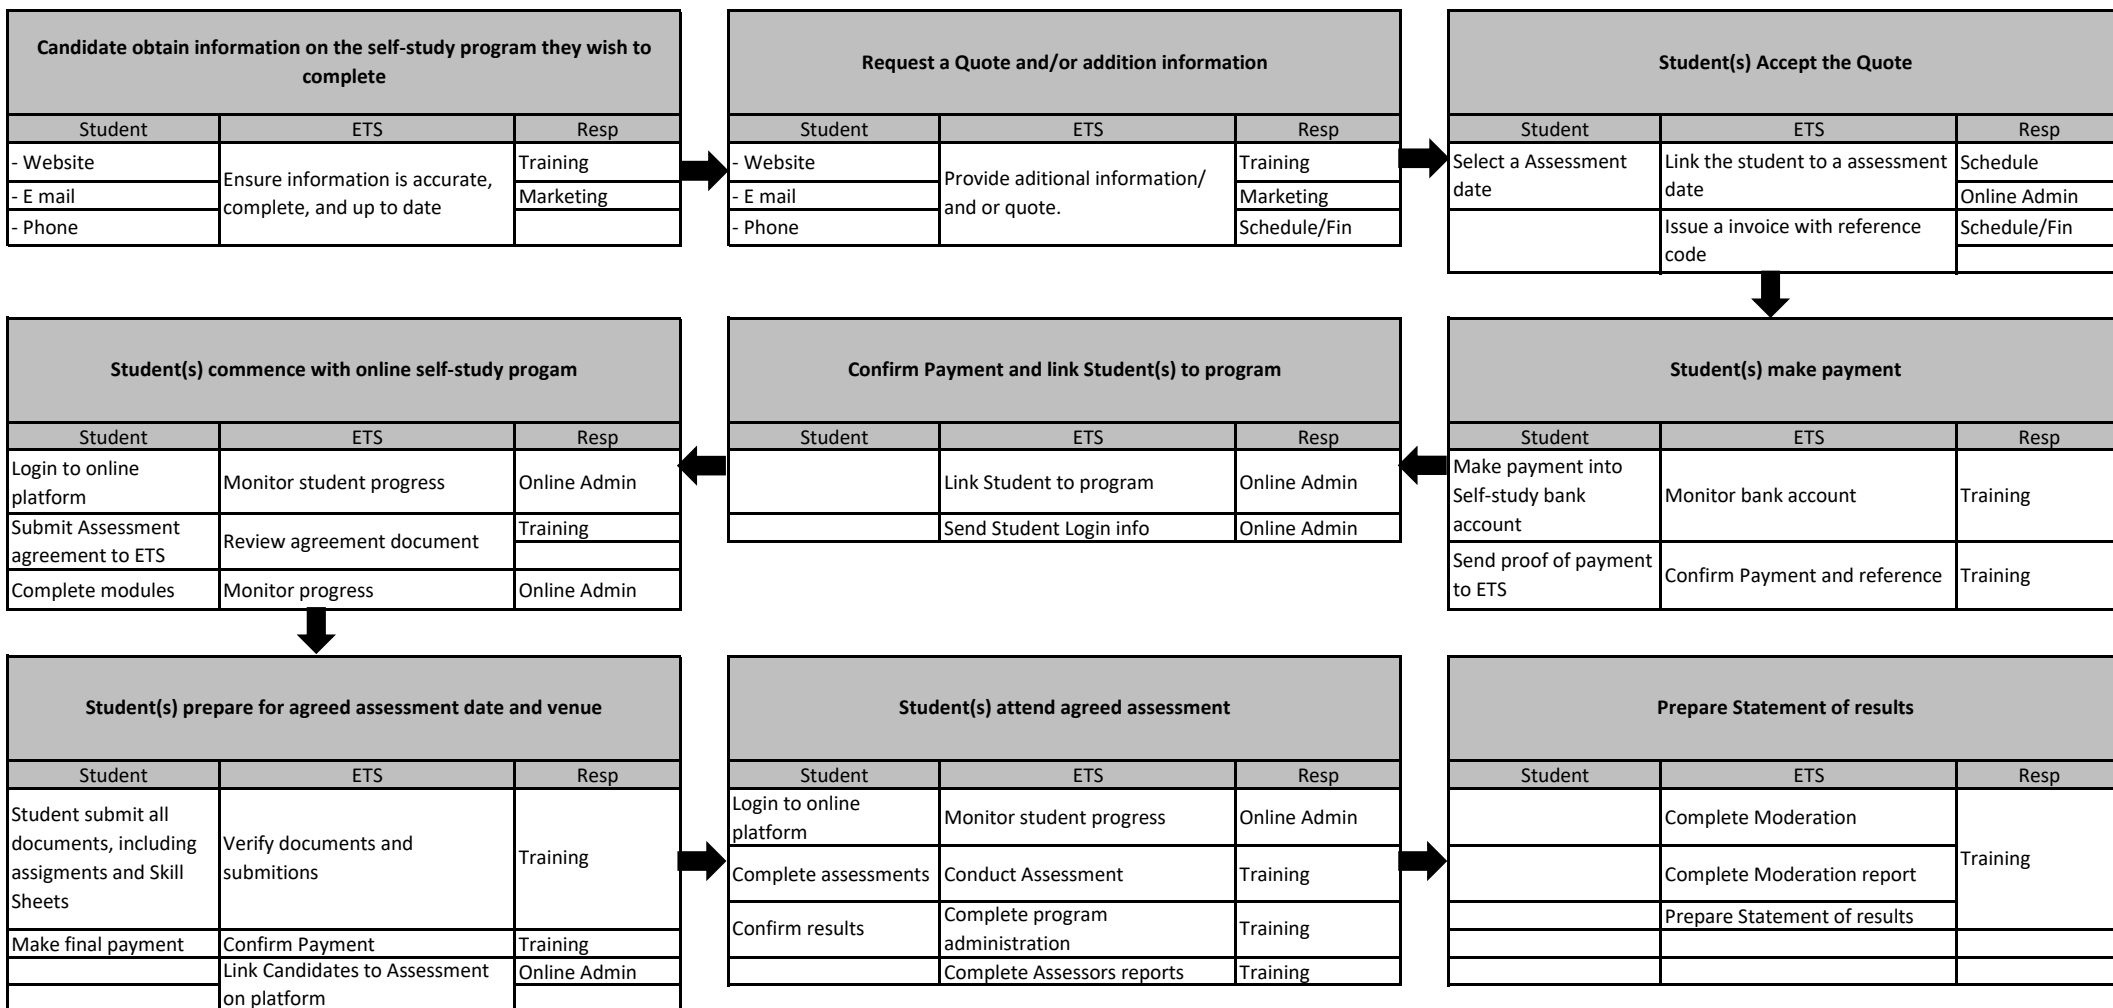 Candidate obtain information on the self-study program they wish to
complete
Student ETS Resp
- Website
- E mail
- Phone
Ensure information is accurate,
complete, and up to date
Training
Marketing
Request a Quote and/or addition information
Student ETS Resp
- Website
- E mail
- Phone
Provide aditional information/
and or quote.
Training
Marketing
Schedule/Fin
Student(s) Accept the Quote
Student ETS Resp
Select a Assessment
date
Link the student to a assessment
date
Schedule
Online Admin
Issue a invoice with reference
code
Schedule/Fin
Student(s) commence with online self-study progam
Student ETS Resp
Login to online
platform
Monitor student progress
Online Admin
Submit Assessment
agreement to ETS
Review agreement document
Training
Complete modules
Monitor progress
Online Admin
Confirm Payment and link Student(s) to program
Student ETS Resp
Link Student to program
Online Admin
Send Student Login info
Online Admin
Student(s) make payment
Student ETS Resp
Make payment into
Self-study bank
account
Monitor bank account
Training
Send proof of payment
to ETS
Confirm Payment and reference
Training
Student(s) prepare for agreed assessment date and venue
Student ETS Resp
Student submit all
documents, including
assigments and Skill
Sheets
Verify documents and
submitions
Training
Make final payment
Confirm Payment
Training
Link Candidates to Assessment
on platform
Online Admin
Student(s) attend agreed assessment
Student ETS Resp
Login to online
platform
Monitor student progress
Online Admin
Complete assessments
Conduct Assessment
Training
Confirm results
Complete program
administration
Training
Complete Assessors reports
Training
Prepare Statement of results
Student ETS Resp
Complete Moderation
Complete Moderation report
Prepare Statement of results
Training